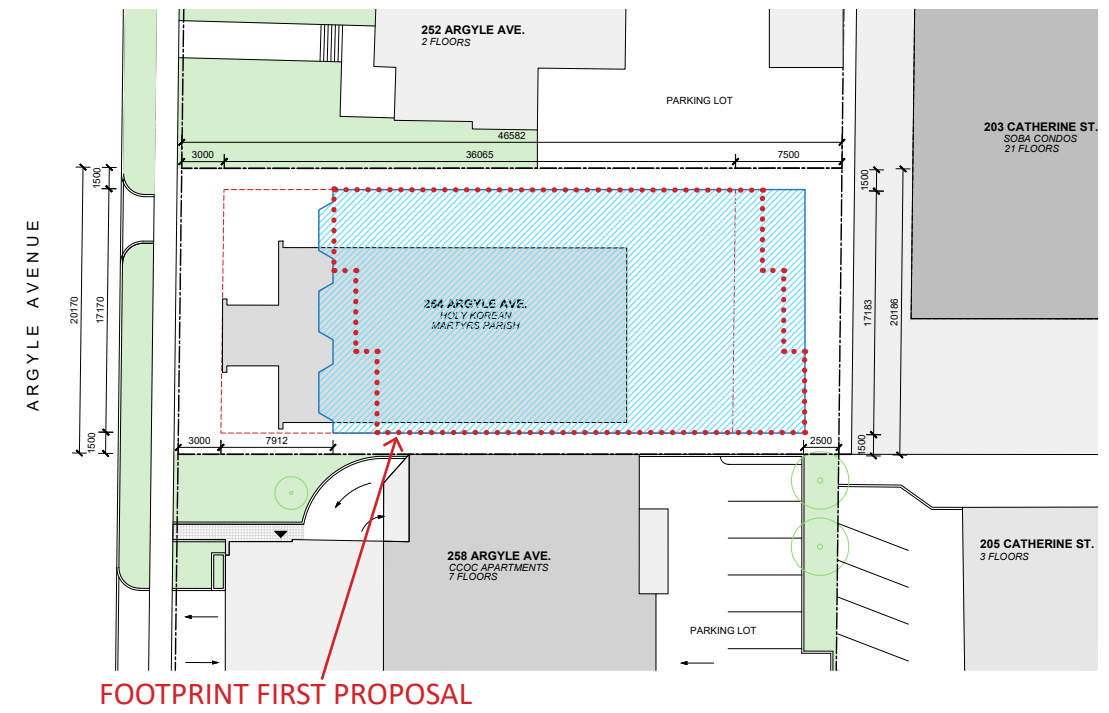 252 ARGYLE AVE.
2 FLOORS
PARKING LOT
203 CATHERINE ST.
SOBA CONDOS
21 FLOORS
46582
3000
36065
7500
1500
1500
ARGYLE AVENUE
20170
17170
264 ARGYLE AVE.
HOLY KOREAN
MARTYRS PARISH
17183
20186
1500
3000
7912
2500
1500
258 ARGYLE AVE.
CCOC APARTMENTS
7 FLOORS
205 CATHERINE ST.
3 FLOORS
PARKING LOT
FOOTPRINT FIRST PROPOSAL